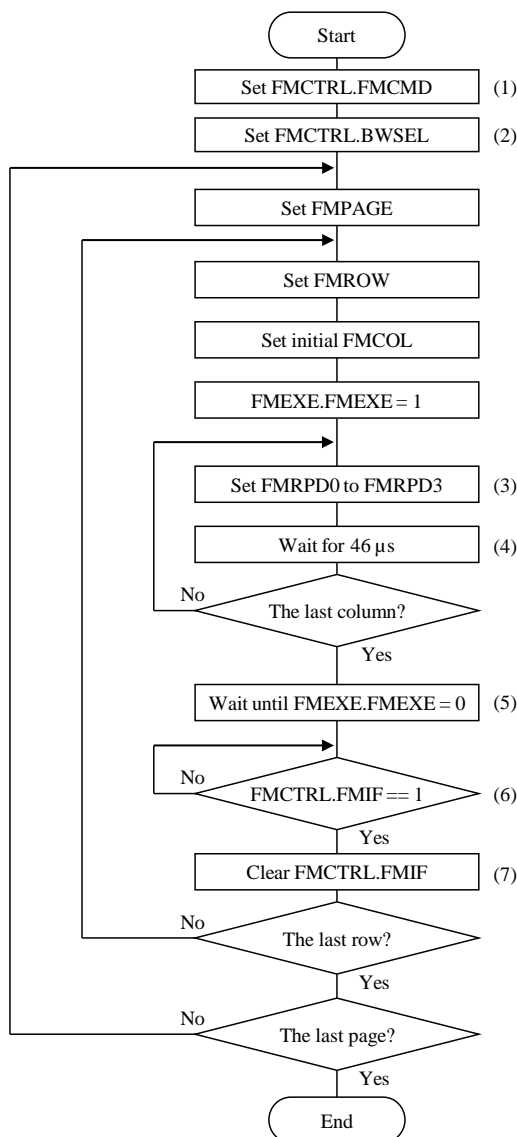 Start
Set FMCTRL.FMCMD (1)
Set FMCTRL.BWSEL (2)
Set FMPAGE
Set FMROW
Set initial FMCOL
FMEXE.FMEXE = 1
Set FMRPD0 to FMRPD3 (3)
Wait for 46 µs (4)
No
The last column?
Yes
Wait until FMEXE.FMEXE = 0 (5)
No
FMCTRL.FMIF == 1 (6)
Yes
Clear FMCTRL.FMIF (7)
No
The last row?
Yes
No
The last page?
Yes
End